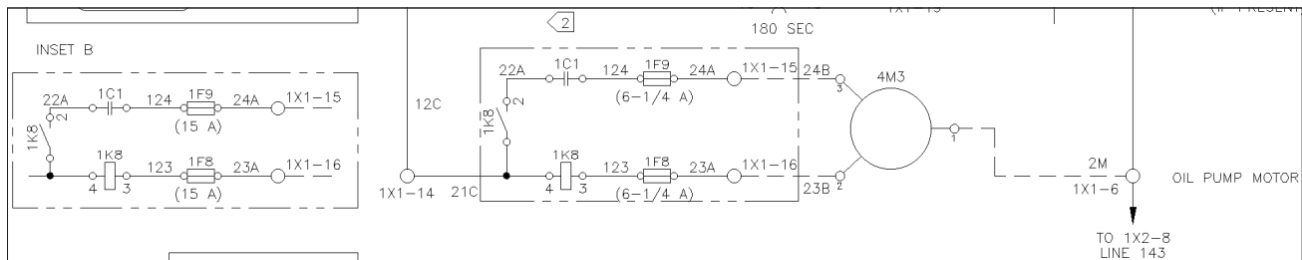 2
180 SEC
INSET B
22A 1C1 124 1F9 24A 1X1-15
(15 A)
2
1K8
1K8 123 1F8 23A 1X1-16
4 3
(15 A)
12C
22A 1C1 124 1F9 24A 1X1-15 24B
(6-1/4 A)
3
4M3
2
1K8
1
1K8 123 1F8 23A 1X1-16
4 3
(6-1/4 A)
1X1-14 21C
23B 2
2M
1X1-6
OIL PUMP MOTOR
TO 1X2-8
LINE 143